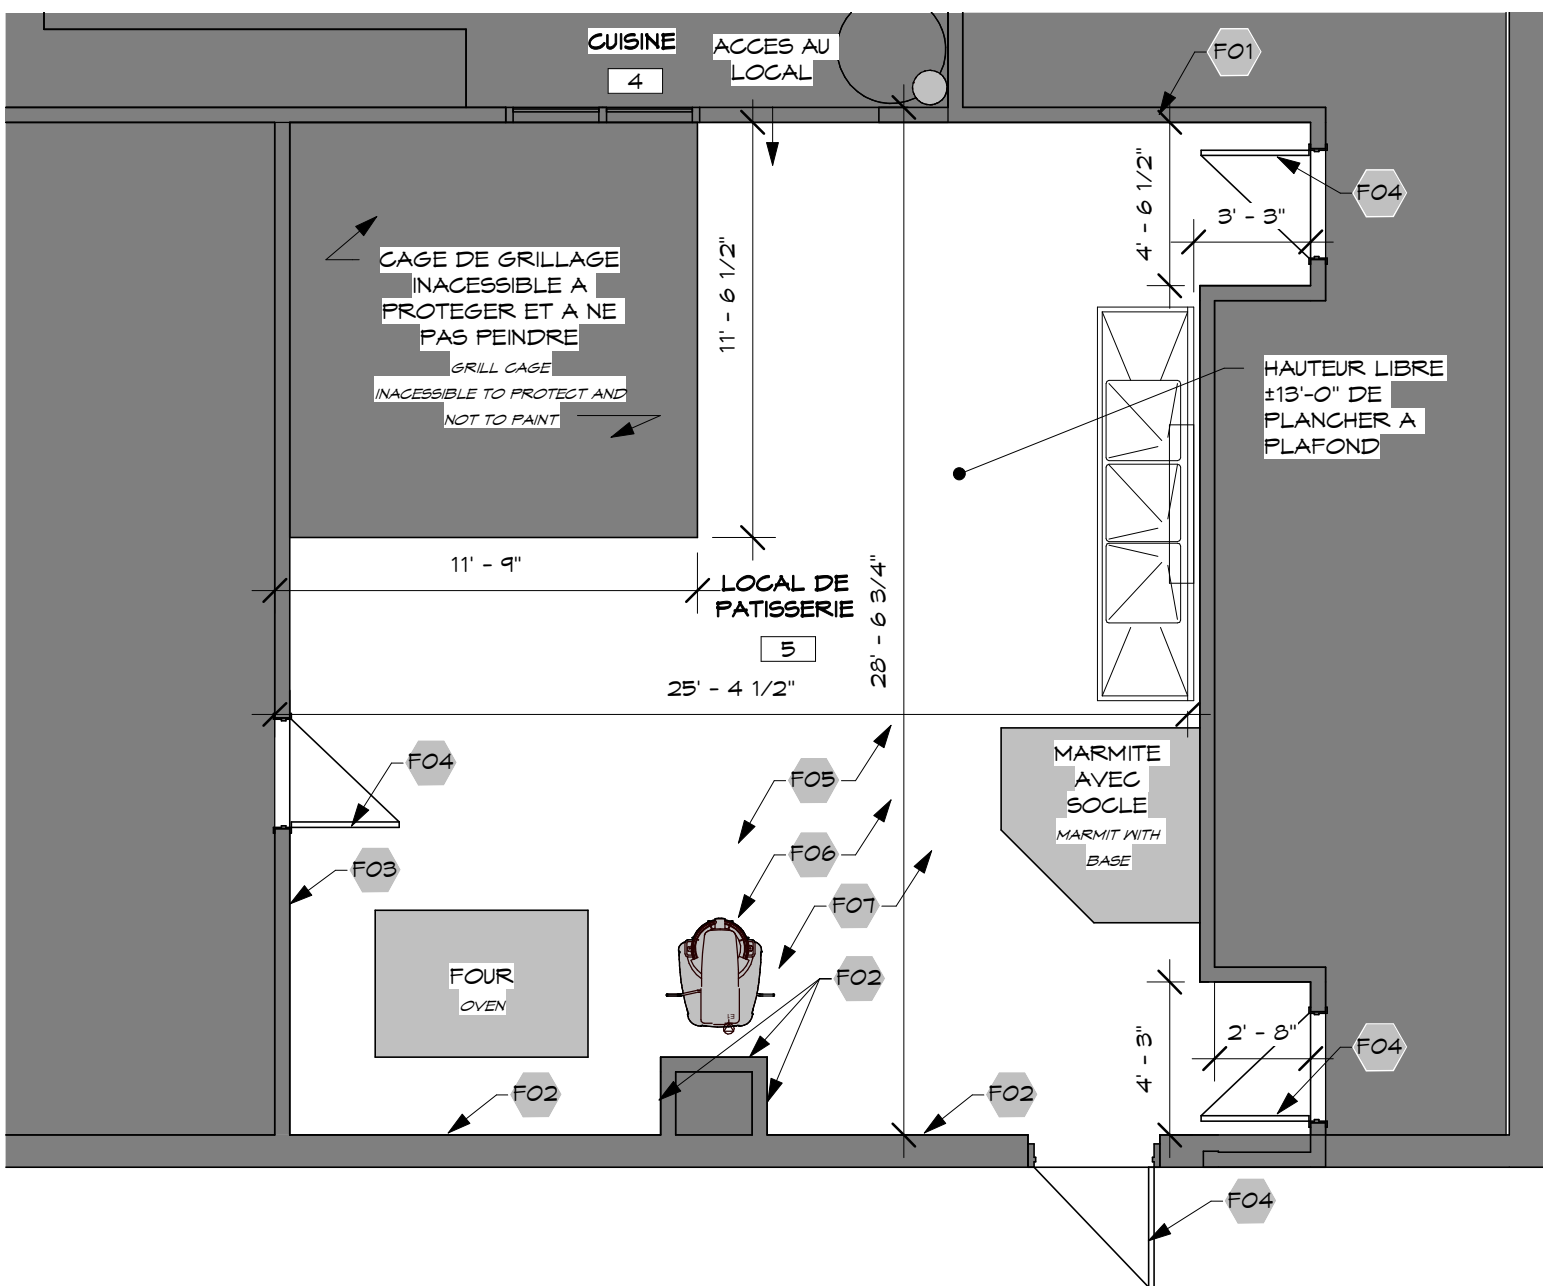 CUISINE
4
ACCES AU
LOCAL
F01
F04
3' - 3"
4' - 6 1/2"
11' - 6 1/2"
CAGE DE GRILLAGE
INACESSIBLE A
PROTEGER ET A NE
PAS PEINDRE
GRILL CAGE
INACESSIBLE TO PROTECT AND
NOT TO PAINT
HAUTEUR LIBRE
±13'-0" DE
PLANCHER A
PLAFOND
11' - 9"
LOCAL DE
PATISSERIE
5
28' - 6 3/4"
25' - 4 1/2"
F04
F05
MARMITE
AVEC
SOCLE
MARMIT WITH
BASE
F03
F06
F07
FOUR
OVEN
F02
2' - 8"
4' - 3"
F04
F02
F02
F04